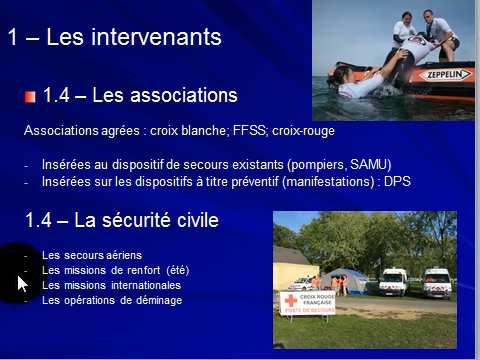 1 – Les intervenants
ZEPPELIN
1.4 – Les associations
Associations agrées : croix blanche; FFSS; croix-rouge
- Insérées au dispositif de secours existants (pompiers, SAMU)
- Insérées sur les dispositifs à titre préventif (manifestations) : DPS
1.4 – La sécurité civile
- Les secours aériens
- Les missions de renfort (été)
- Les missions internationales
- Les opérations de déminage
CROIX ROUGE
FRANÇAISE
POSTE DE SECOURS